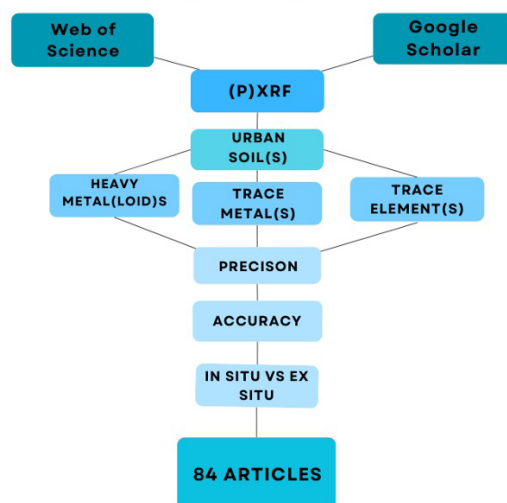 Web of
Science
Google
Scholar
(P)XRF
URBAN
SOIL(S)
HEAVY
METAL(LOID)S
TRACE
METAL(S)
TRACE
ELEMENT(S)
PRECISON
ACCURACY
IN SITU VS EX
SITU
84 ARTICLES